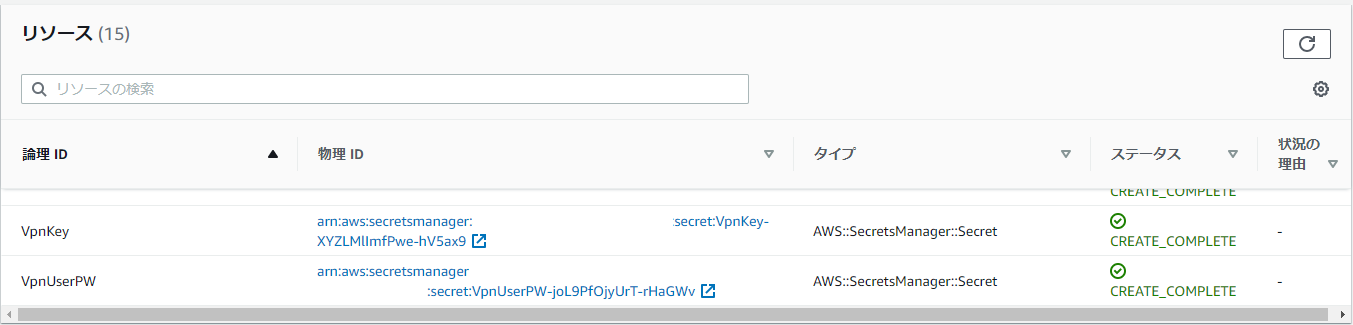 リソース (15)
リソースの検索
論理 ID 物理 ID タイプ ステータス 状況の
理由
CREATE_COMPLETE
VpnKey arn:aws:secretsmanager: :secret:VpnKey-
XYZLMlImfPwe-hV5ax9 AWS::SecretsManager::Secret CREATE_COMPLETE -
VpnUserPW arn:aws:secretsmanager
:secret:VpnUserPW-joL9PfOjyUrT-rHaGWv AWS::SecretsManager::Secret CREATE_COMPLETE -